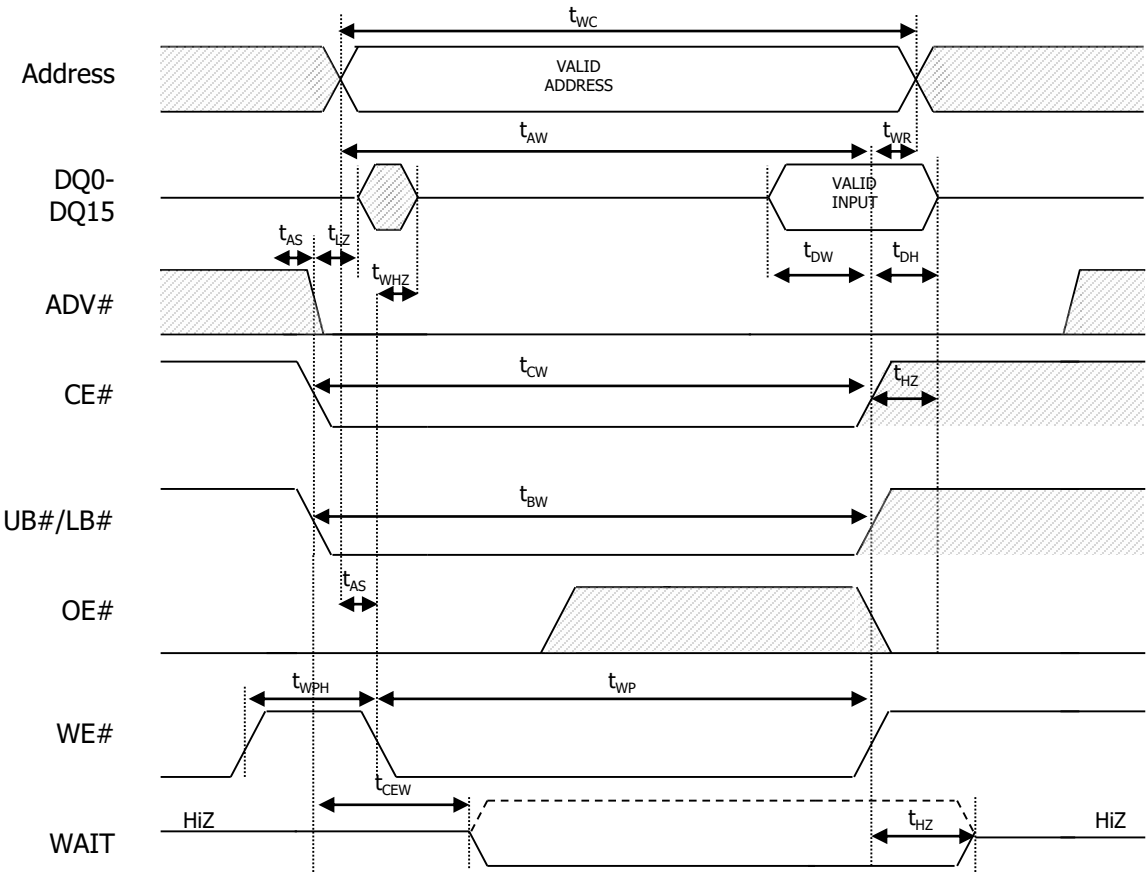 tWC
Address
VALID
ADDRESS
tAW
tWR
DQ0-
DQ15
VALID
INPUT
tAS
tLZ
tWHZ
tDW
tDH
ADV#
CE#
tCW
tHZ
UB#/LB#
tBW
tAS
OE#
tWPH
tWP
WE#
tCEW
HiZ
tHZ
HiZ
WAIT